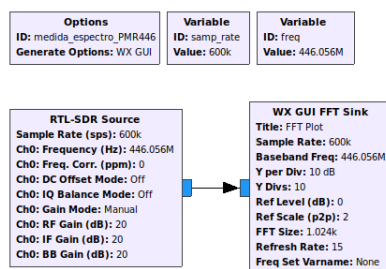 Options
ID: medida_espectro_PMR446
Generate Options: WX GUI
Variable
ID: samp_rate
Value: 600k
Variable
ID: freq
Value: 446.056M
RTL-SDR Source
Sample Rate (sps): 600k
Ch0: Frequency (Hz): 446.056M
Ch0: Freq. Corr. (ppm): 0
Ch0: DC Offset Mode: Off
Ch0: IQ Balance Mode: Off
Ch0: Gain Mode: Manual
Ch0: RF Gain (dB): 20
Ch0: IF Gain (dB): 20
Ch0: BB Gain (dB): 20
WX GUI FFT Sink
Title: FFT Plot
Sample Rate: 600k
Baseband Freq: 446.056M
Y per Div: 10 dB
Y Divs: 10
Ref Level (dB): 0
Ref Scale (p2p): 2
FFT Size: 1.024k
Refresh Rate: 15
Freq Set Varname: None